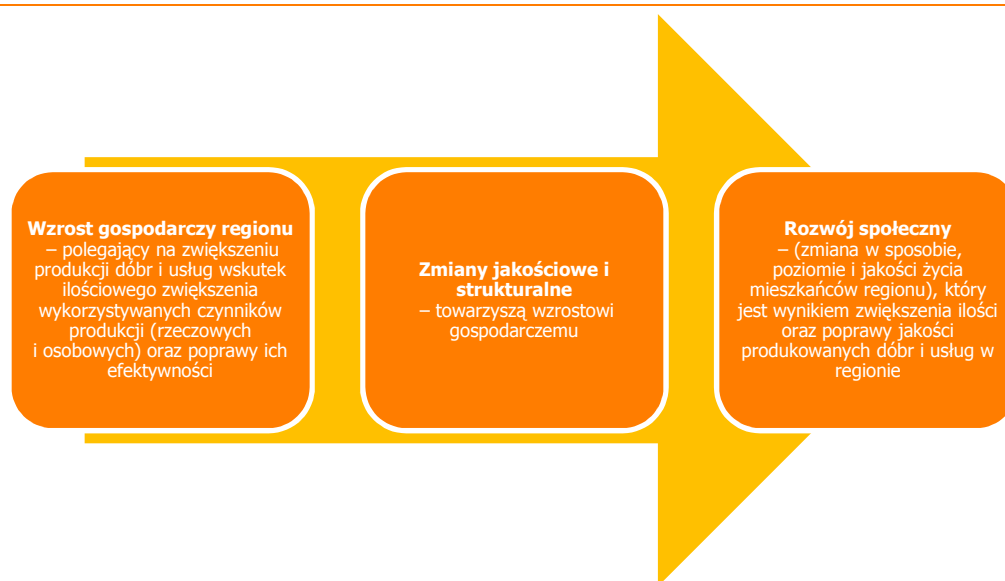 Wzrost gospodarczy regionu
– polegający na zwiększeniu
produkcji dóbr i usług wskutek
ilościowego zwiększenia
wykorzystywanych czynników
produkcji (rzeczowych
i osobowych) oraz poprawy ich
efektywności
Zmiany jakościowe i
strukturalne
– towarzyszą wzrostowi
gospodarczemu
Rozwój społeczny
– (zmiana w sposobie,
poziomie i jakości życia
mieszkańców regionu), który
jest wynikiem zwiększenia ilości
oraz poprawy jakości
produkowanych dóbr i usług w
regionie